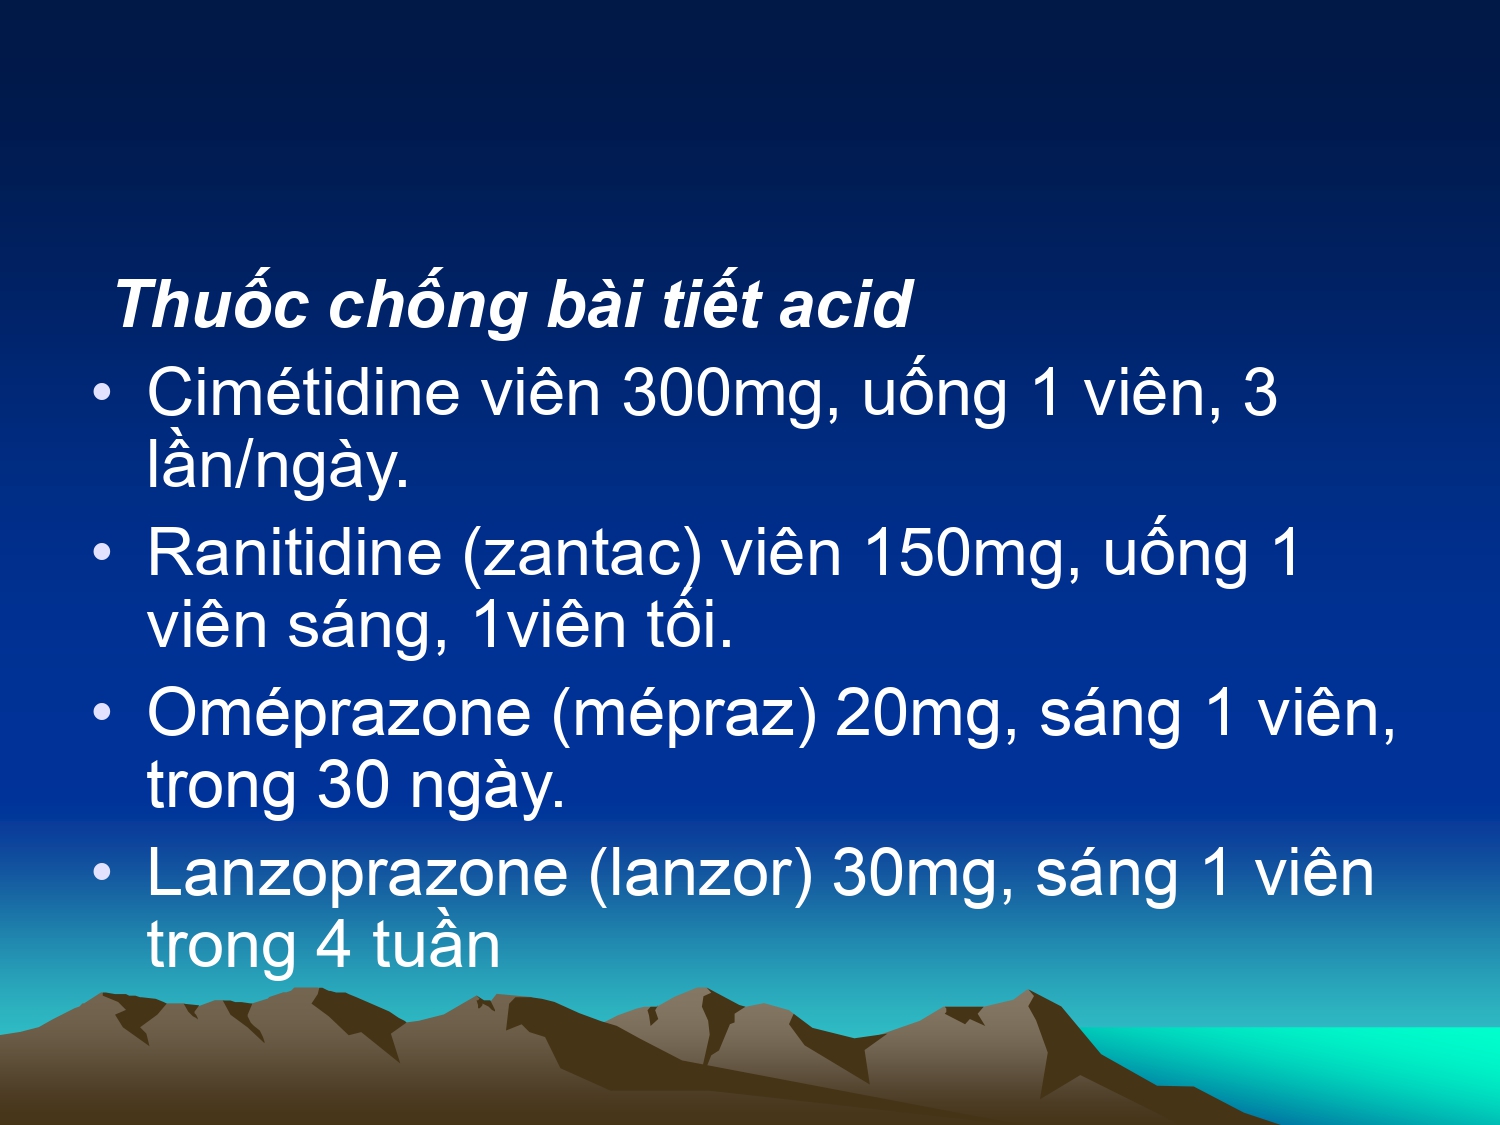 Thuốc chống bài tiết acid
• Cimétidine viên 300mg, uống 1 viên, 3
lần/ngày.
• Ranitidine (zantac) viên 150mg, uống 1
viên sáng, 1viên tối.
• Oméprazone (mépraz) 20mg, sáng 1 viên,
trong 30 ngày.
• Lanzoprazone (lanzor) 30mg, sáng 1 viên
trong 4 tuần